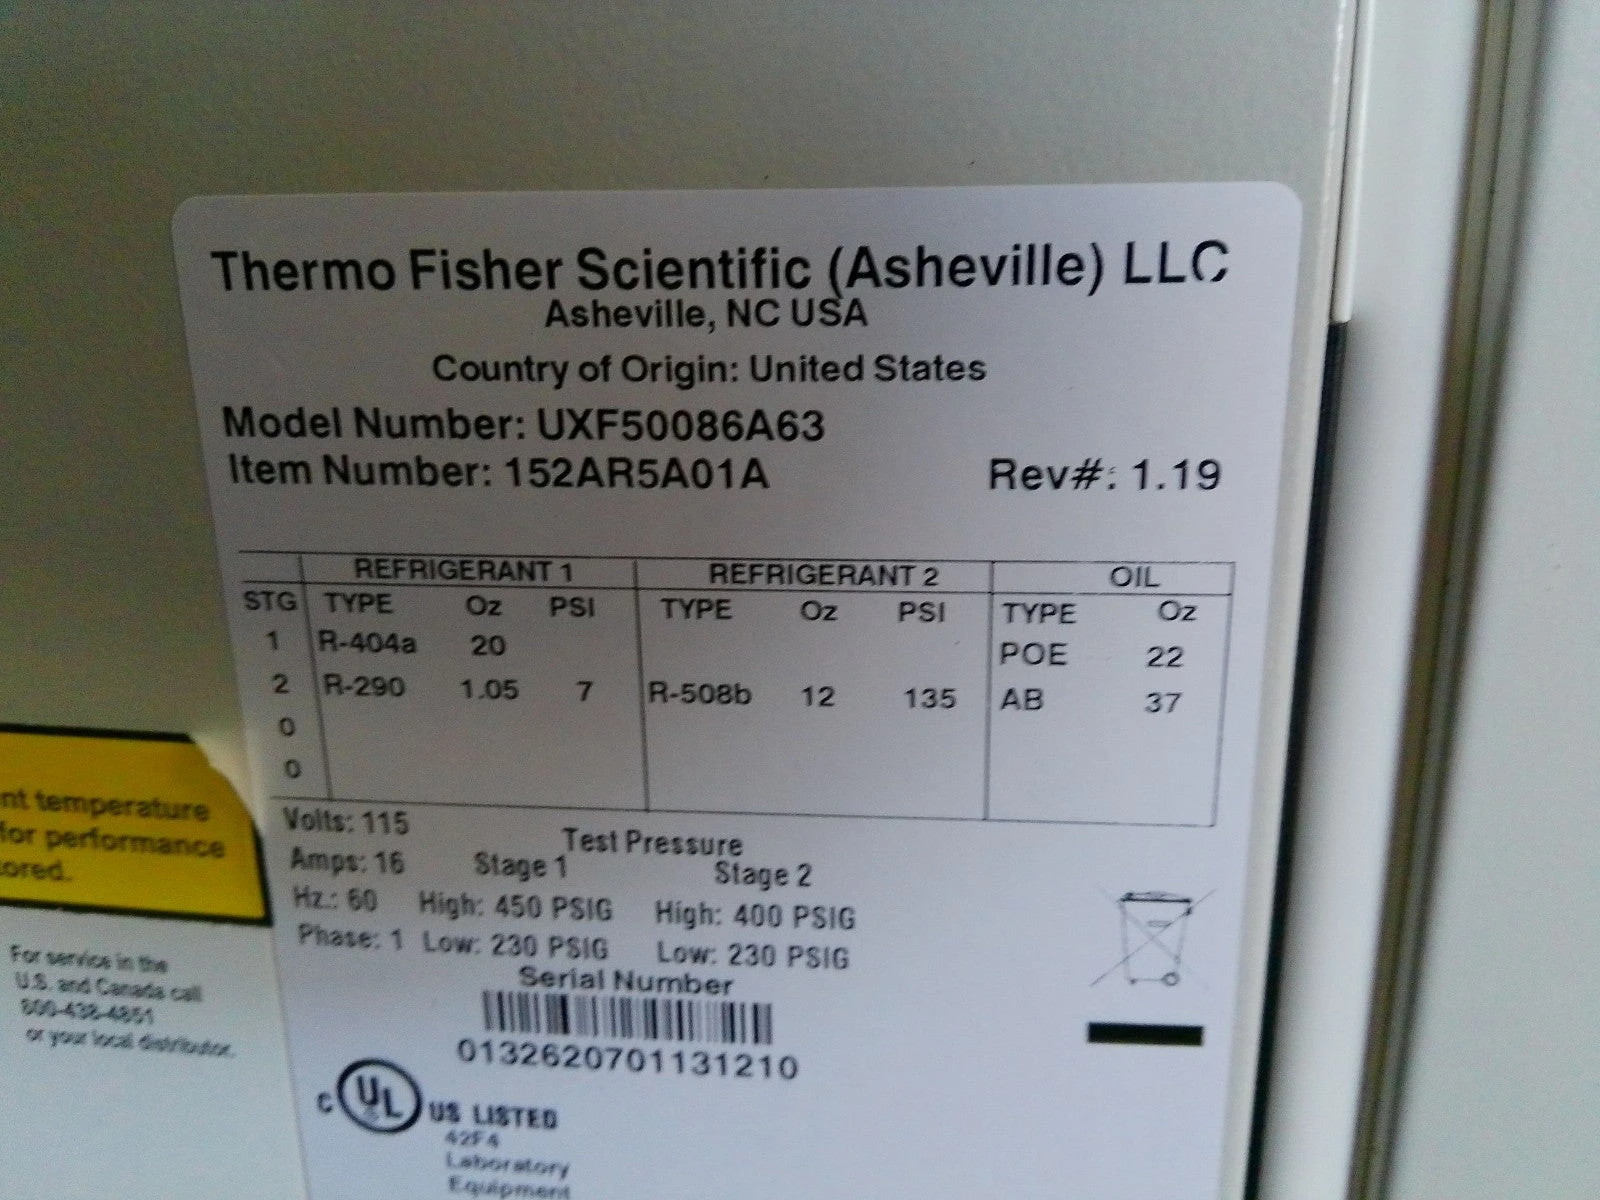 Thermo Fisher Scientific (Asheville) LLC
Asheville, NC USA
Country of Origin: United States
Model Number: UXF50086A63
Item Number: 152AR5A01A Rev#: 1.19
REFRIGERANT 1 REFRIGERANT 2 OIL
STG TYPE Oz PSI TYPE Oz PSI TYPE Oz
1 R-404a 20 POE 22
2 R-290 1.05 7 R-508b 12 135 AB 37
0
0
Volts: 115 Test Pressure
Amps: 16 Stage 1 Stage 2
Hz.: 60 High: 450 PSIG High: 400 PSIG
Phase: 1 Low: 230 PSIG Low: 230 PSIG
Serial Number
0132620701131210
C UL US LISTED
42F4
Laboratory
Equipment
nt temperature
for performance
ored.
For service in the
U.S. and Canada call
800-438-4851
or your local distributor.